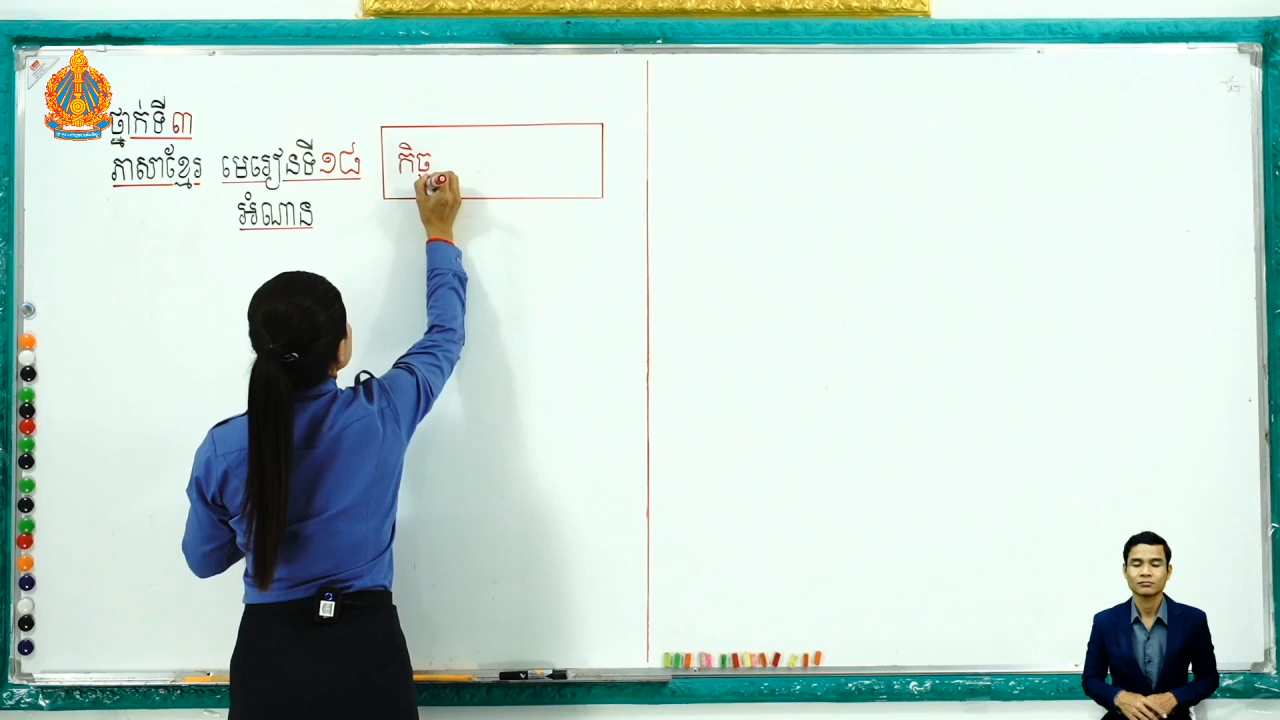 ថ្នាក់ទី ៣
ភាសាខ្មែរ មេរៀនទី១៨
អំណាន
កិច្ច